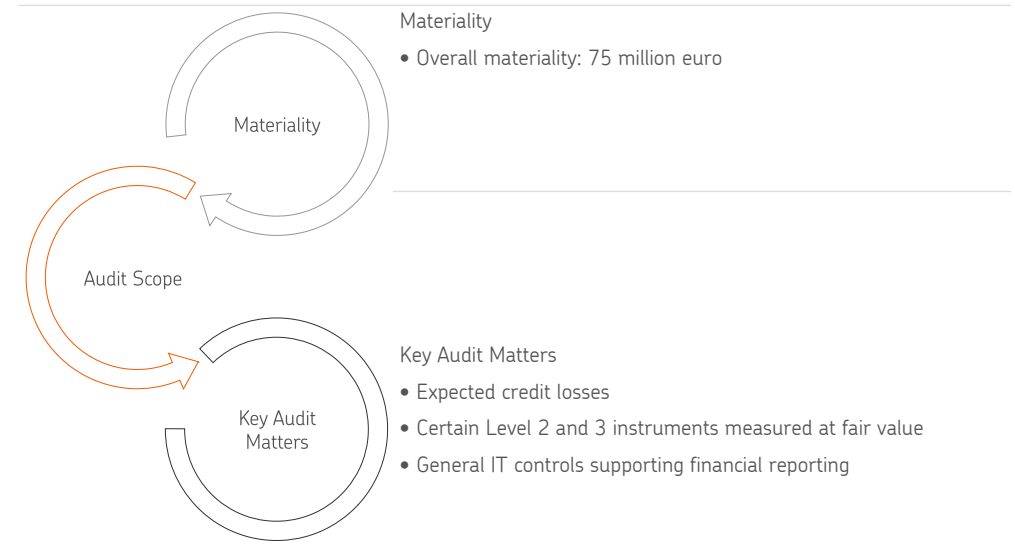 Materiality
• Overall materiality: 75 million euro
Materiality
Audit Scope
Key Audit Matters
• Expected credit losses
• Certain Level 2 and 3 instruments measured at fair value
• General IT controls supporting financial reporting
Key Audit
Matters